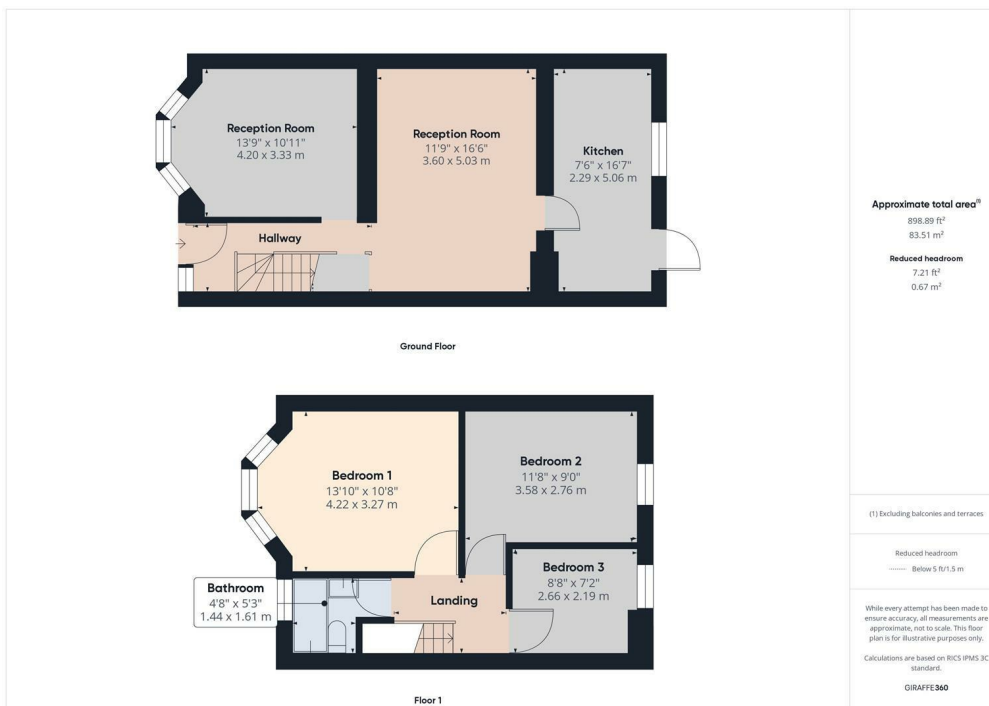 Reception Room
13'9" x 10'11"
4.20 x 3.33 m
Reception Room
11'9" x 16'6"
3.60 x 5.03 m
Kitchen
7'6" x 16'7"
2.29 x 5.06 m
Hallway
Ground Floor
Bedroom 1
13'10" x 10'8"
4.22 x 3.27 m
Bedroom 2
11'8" x 9'0"
3.58 x 2.76 m
Bedroom 3
8'8" x 7'2"
2.66 x 2.19 m
Bathroom
4'8" x 5'3"
1.44 x 1.61 m
Landing
Floor 1
Approximate total area⁽¹⁾
898.89 ft²
83.51 m²
Reduced headroom
7.21 ft²
0.67 m²
(1) Excluding balconies and terraces
Reduced headroom
Below 5 ft/1.5 m
While every attempt has been made to
ensure accuracy, all measurements are
approximate, not to scale. This floor
plan is for illustrative purposes only.
Calculations are based on RICS IPMS 3C
standard.
GIRAFFE360